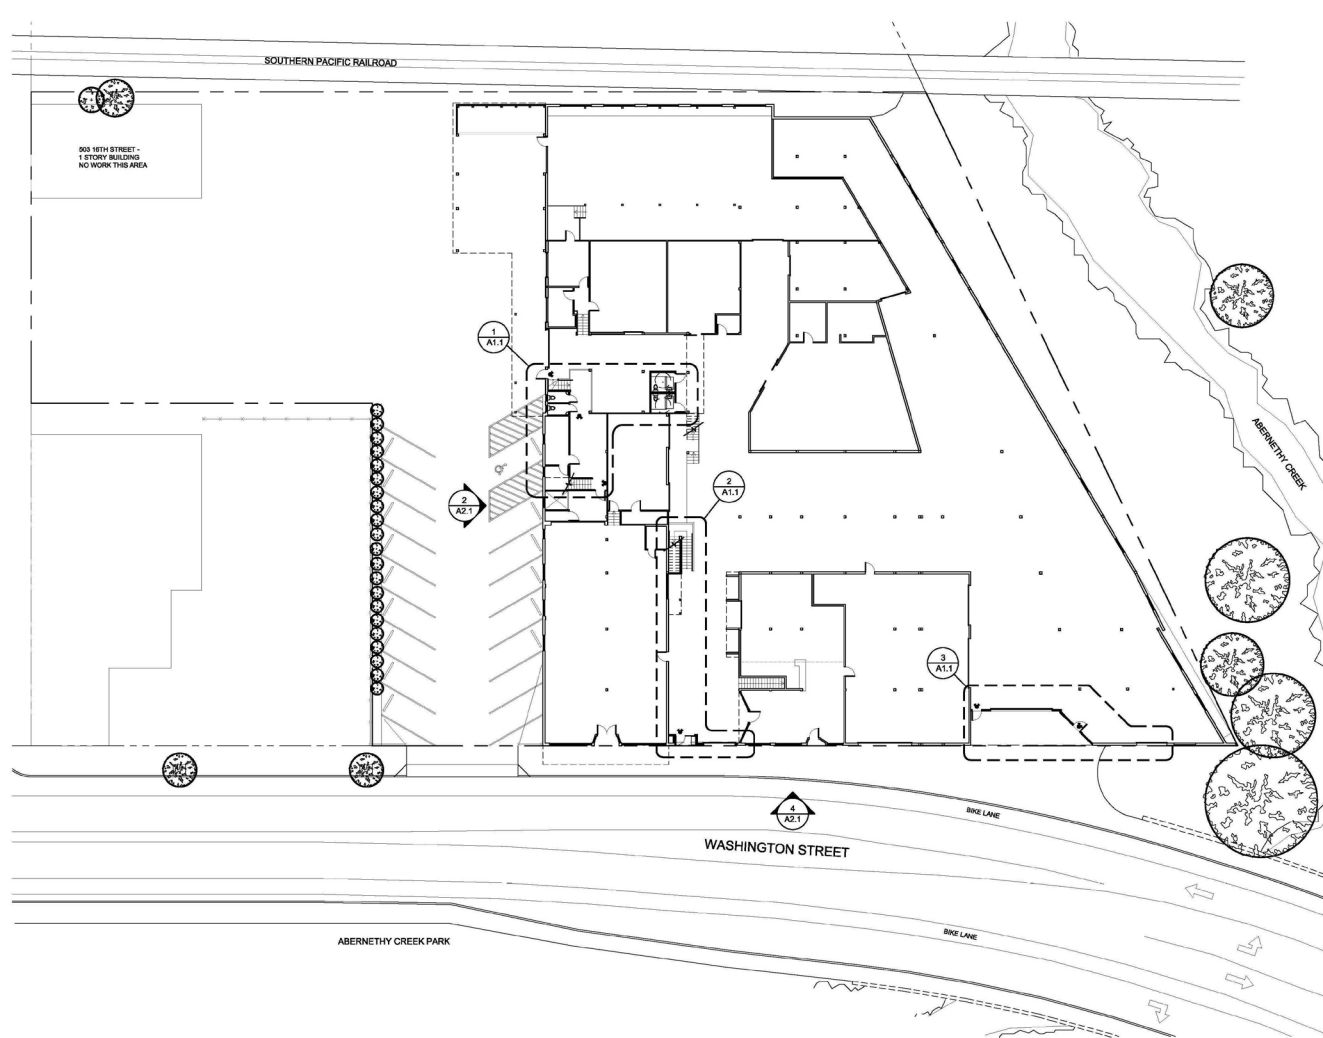 SOUTHERN PACIFIC RAILROAD
503 16TH STREET -
1 STORY BUILDING
NO WORK THIS AREA
1
A1.1
ABERNETHY CREEK
2
A1.1
2
A2.1
3
A1.1
4
A2.1
BIKE LANE
WASHINGTON STREET
BIKE LANE
ABERNETHY CREEK PARK